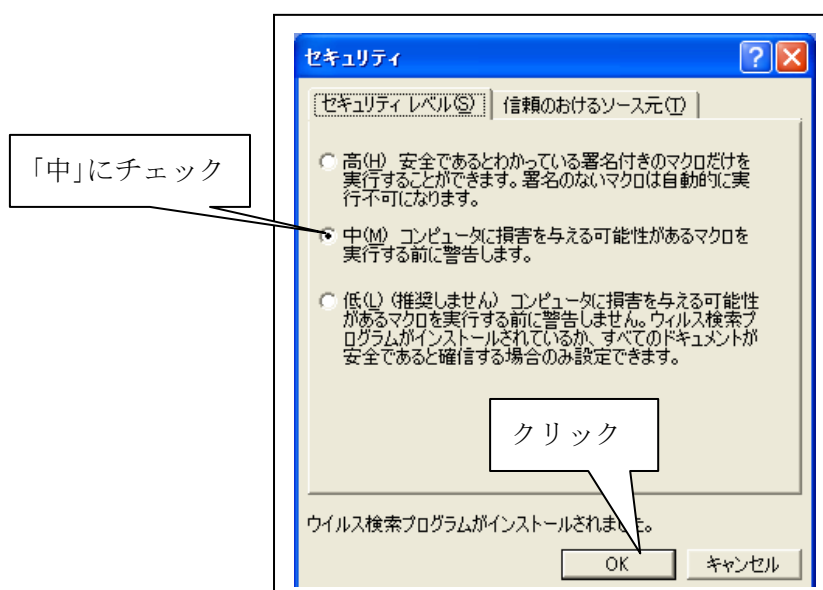 セキュリティ
セキュリティ レベル(S)
信頼のおけるソース元(T)
「中」にチェック
高(H) 安全であるとわかっている署名付きのマクロだけを
実行することができます。署名のないマクロは自動的に実
行不可になります。
中(M) コンピュータに損害を与える可能性があるマクロを
実行する前に警告します。
低(L) (推奨しません) コンピュータに損害を与える可能性
があるマクロを実行する前に警告しません。ウィルス検索プ
ログラムがインストールされているか、すべてのドキュメントが
安全であると確信する場合のみ設定できます。
クリック
ウイルス検索プログラムがインストールされました。
OK
キャンセル